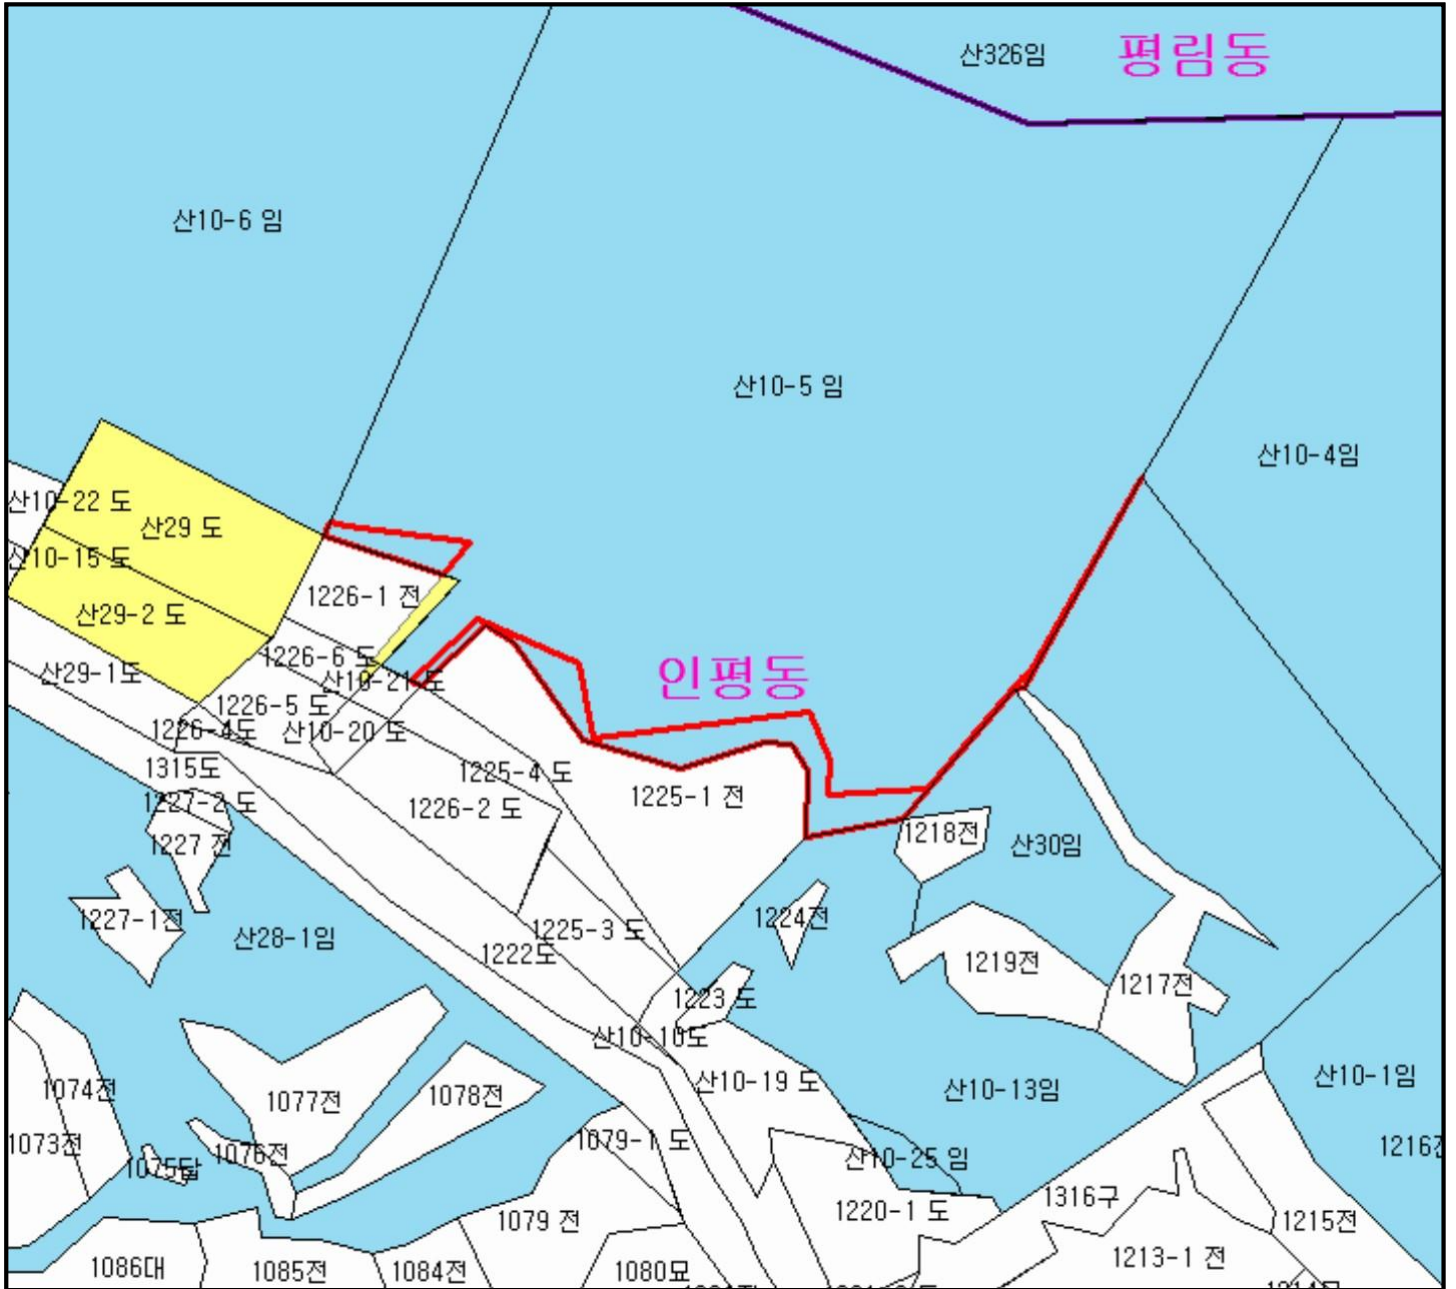 산326임
평림동
산10-6 임
산10-5 임
산10-4임
산10-22 도
산29 도
산10-15 도
산29-2 도
1226-1 전
산29-1도
1226-6 도
산10-21 도
인평동
1226-5 도
1226-4도
산10-20 도
1315도
1225-4 도
1227-2 도
1226-2 도
1225-1 전
1227 전
1218전
산30임
1227-1전
산28-1임
1225-3 도
1224전
1222도
1219전
1217전
1223 도
산10-10도
산10-19 도
산10-13임
산10-1임
1074전
1077전
1078전
1073전
1075답
1076전
1079-1 도
산10-25 임
1216전
1316구
1220-1 도
1079 전
1215전
1086대
1085전
1084전
1080묘
1213-1 전